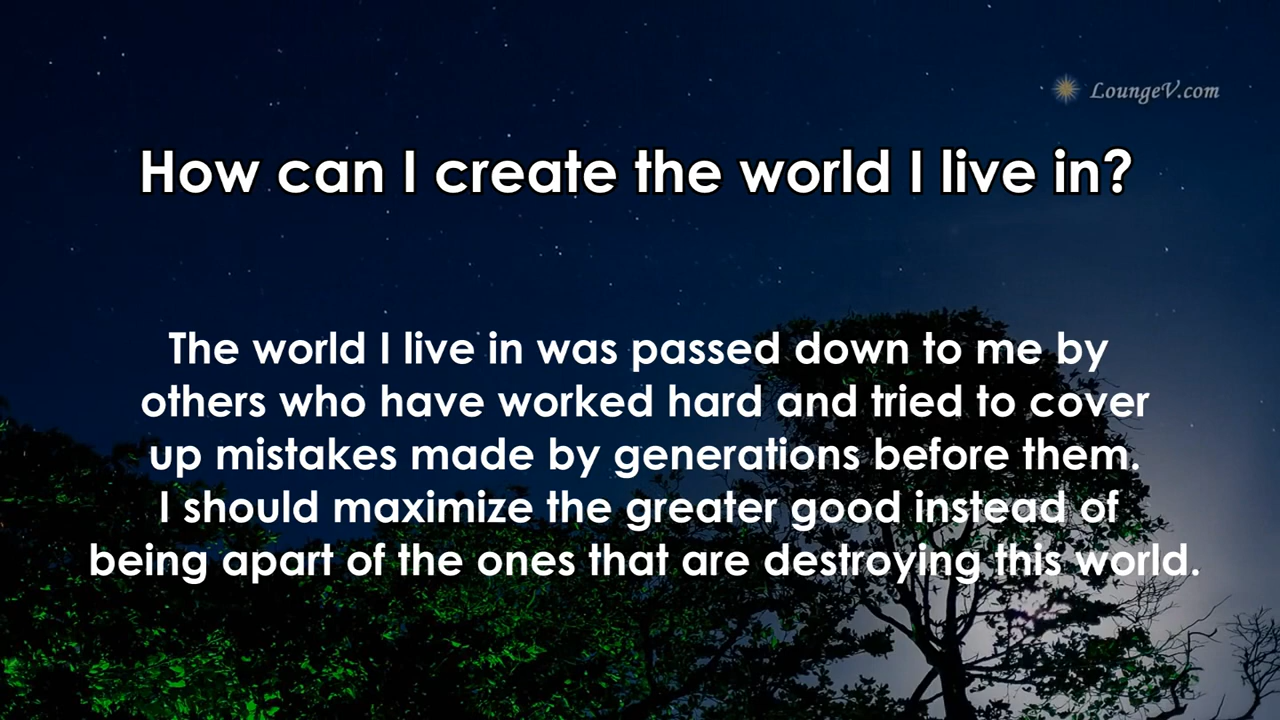 LoungeV.com
How can I create the world I live in?
The world I live in was passed down to me by
others who have worked hard and tried to cover
up mistakes made by generations before them.
I should maximize the greater good instead of
being apart of the ones that are destroying this world.